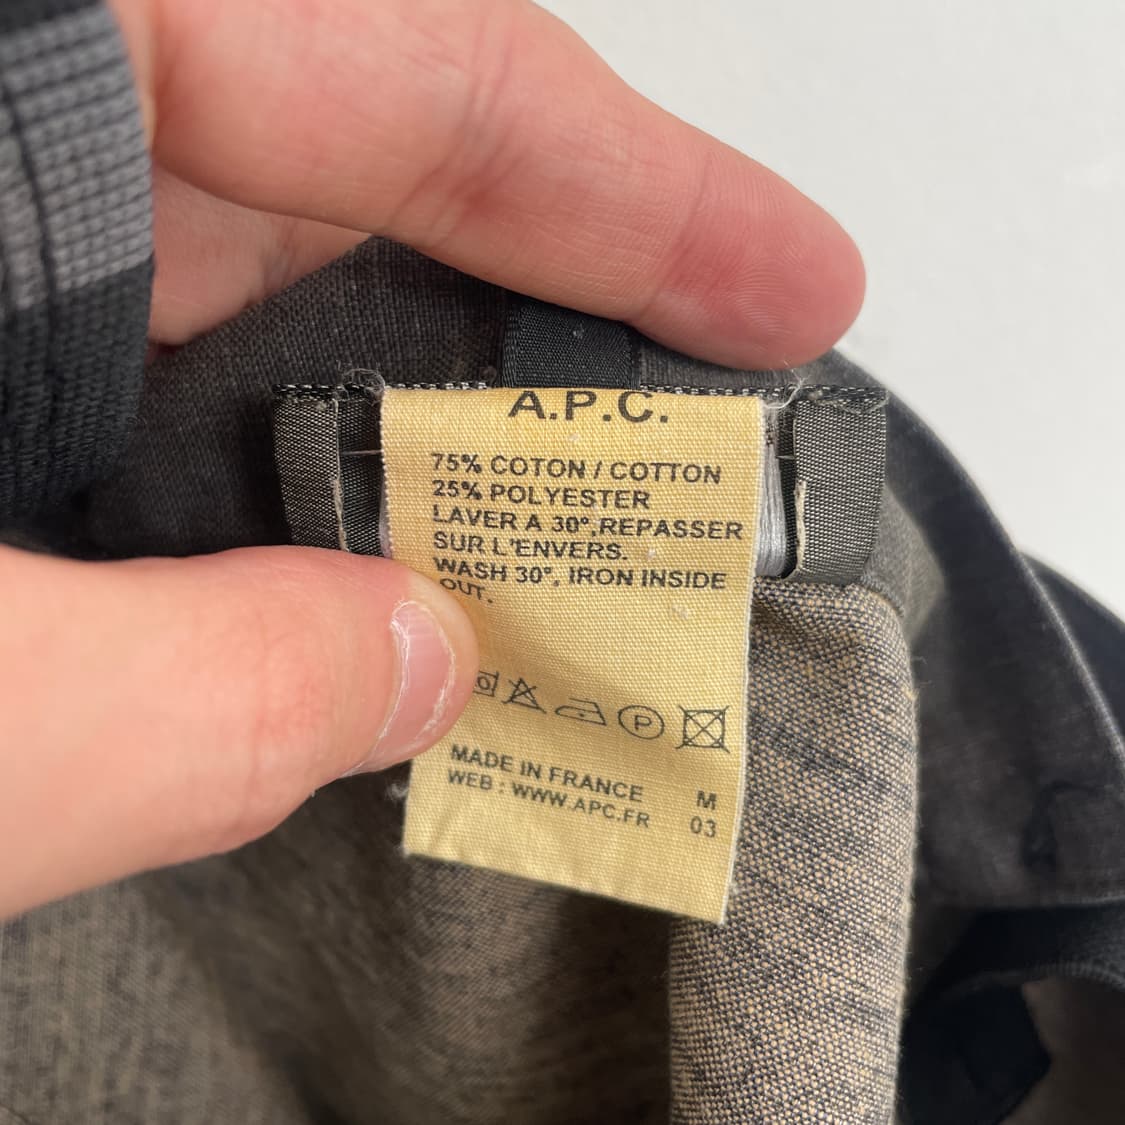 A.P.C.
75% COTON / COTTON
25% POLYESTER
LAVER A 30°,REPASSER
SUR L'ENVERS.
WASH 30°, IRON INSIDE
OUT.
P
MADE IN FRANCE M
WEB : WWW.APC.FR 03